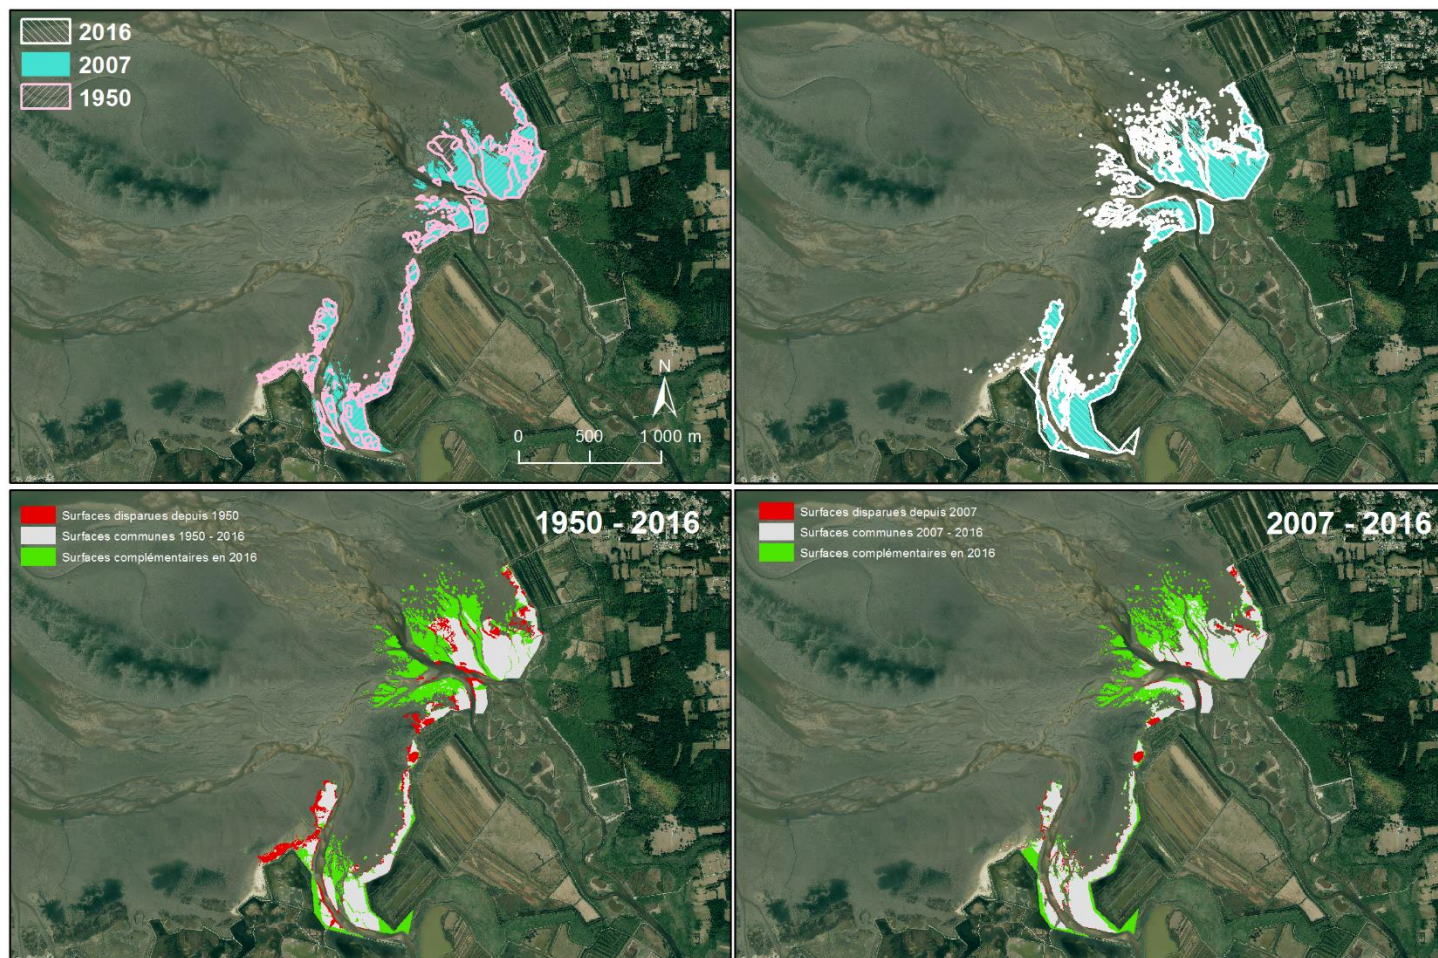 2016
2007
1950
N
0 500 1 000 m
Surfaces disparues depuis 1950
Surfaces communes 1950 - 2016
Surfaces complémentaires en 2016
1950 - 2016
Surfaces disparues depuis 2007
Surfaces communes 2007 - 2016
Surfaces complémentaires en 2016
2007 - 2016